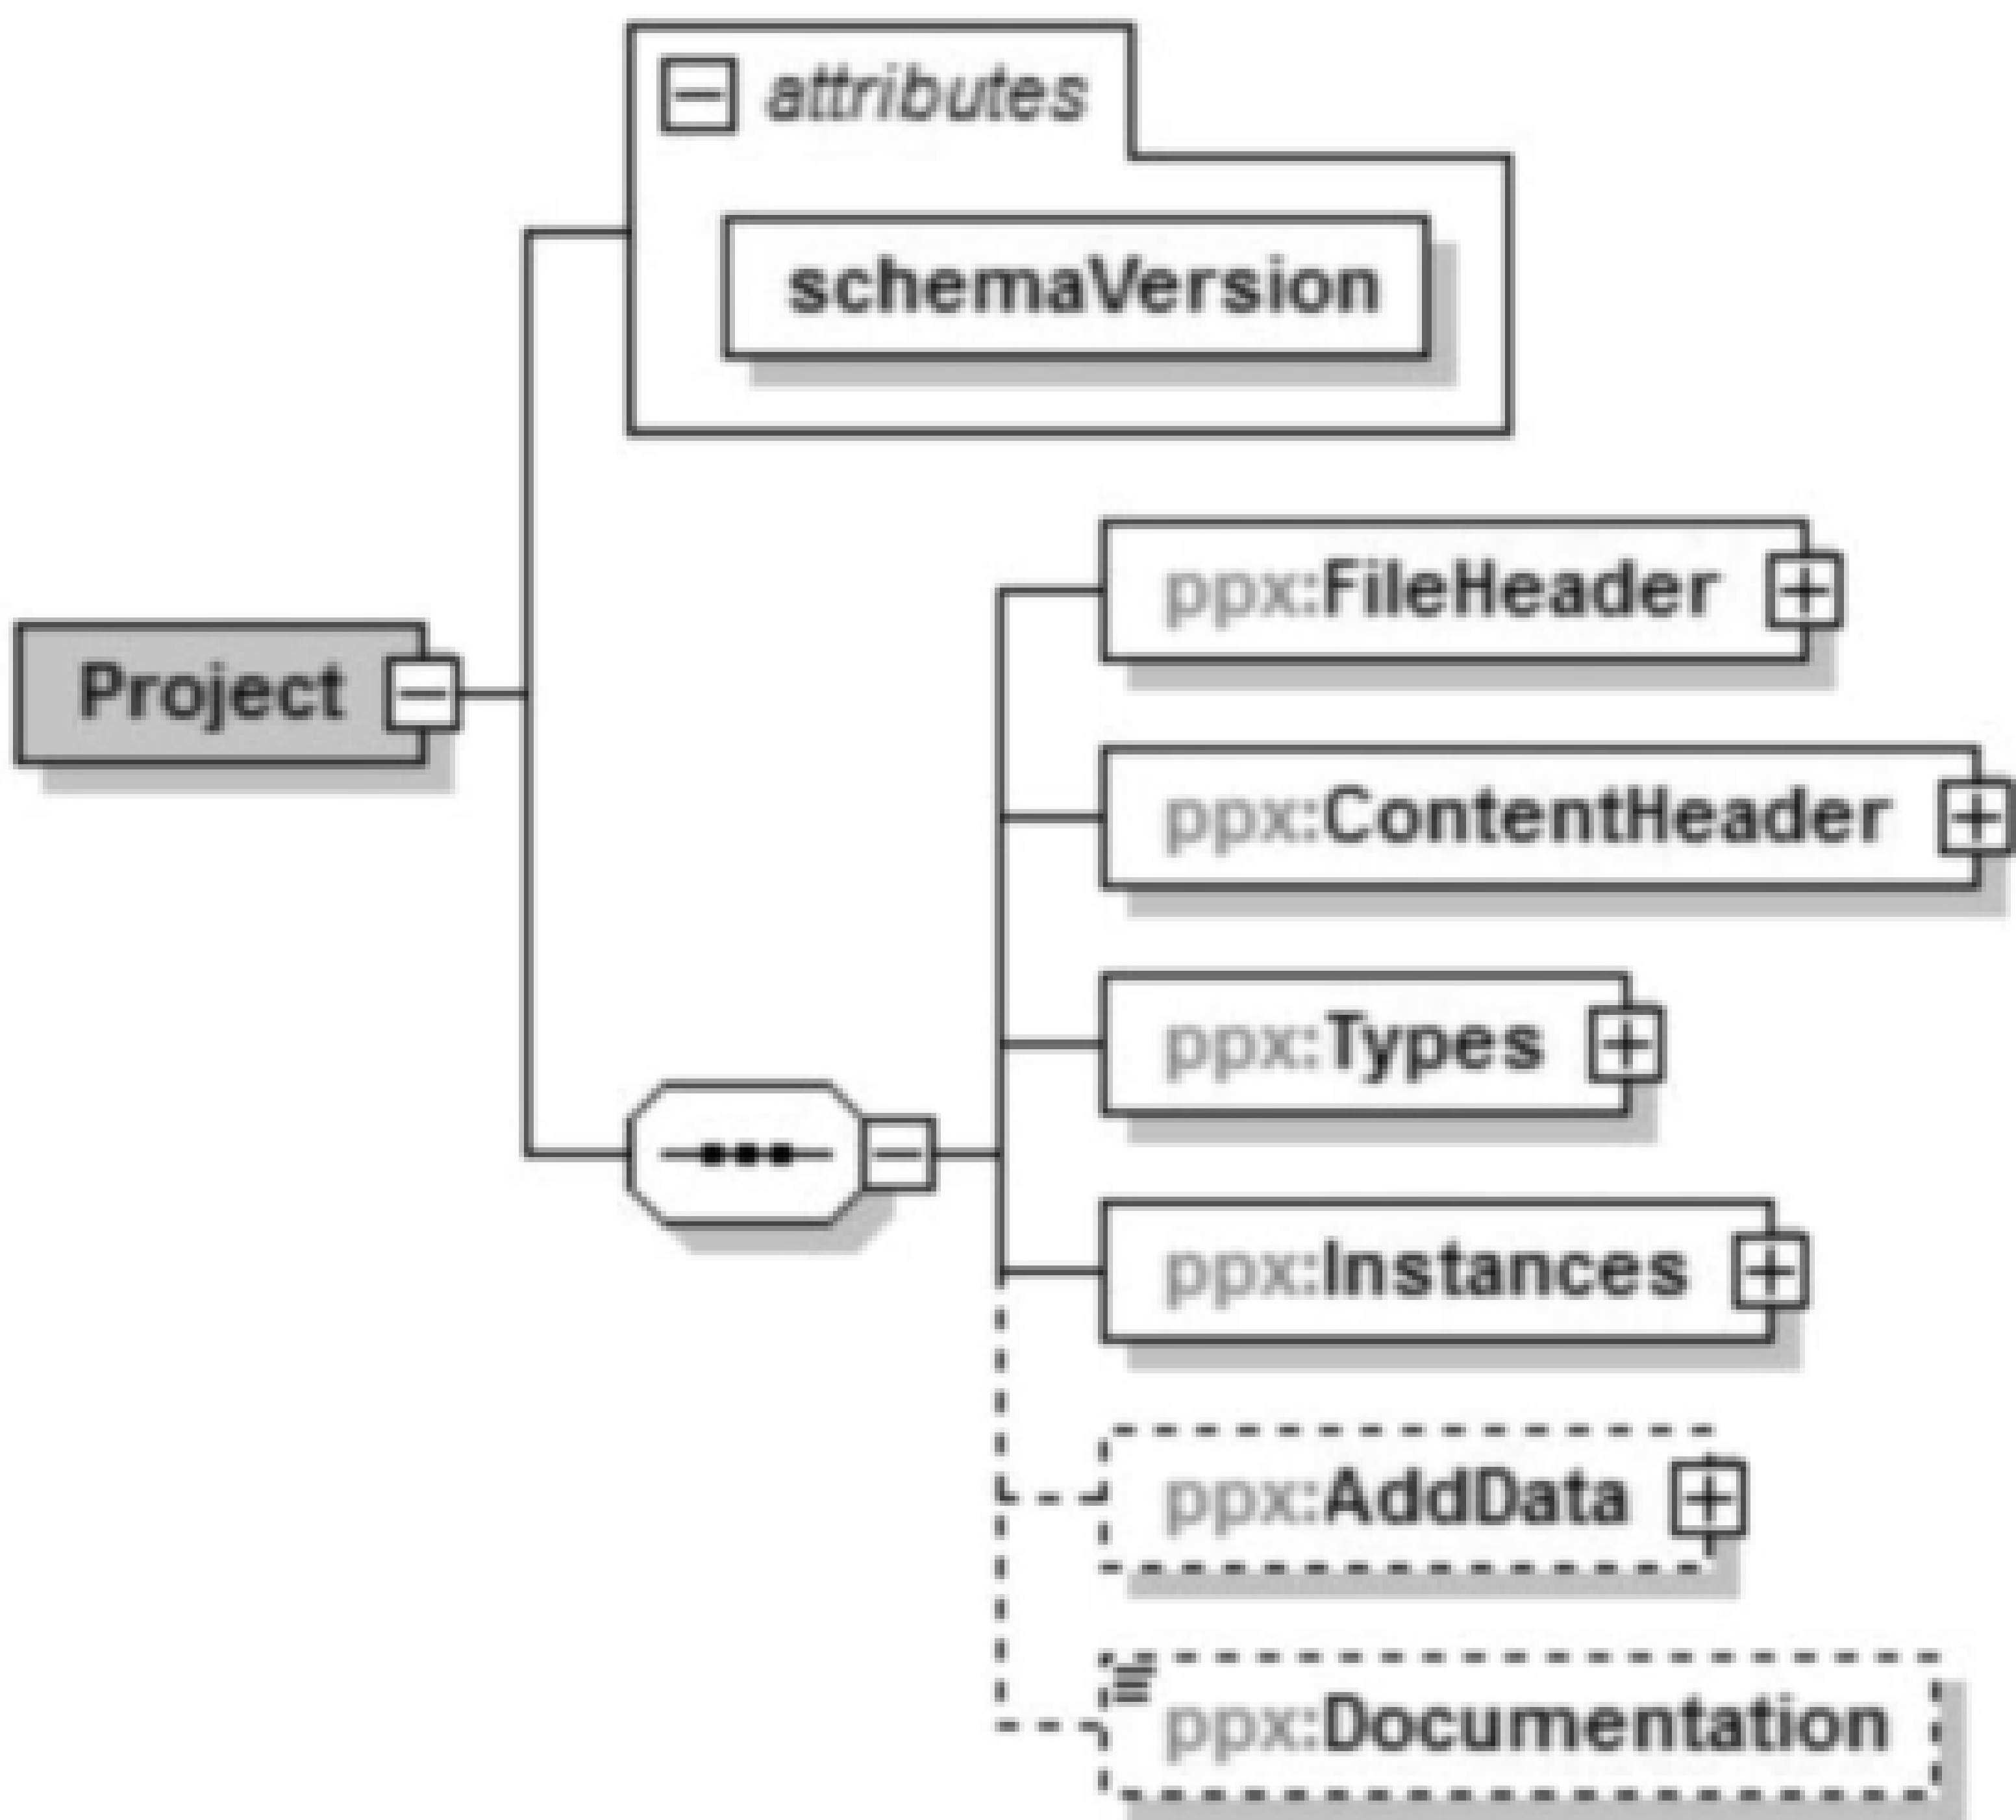 attributes
schemaVersion
ppx:FileHeader
Project
ppx:ContentHeader
ppx:Types
ppx:Instances
ppx:AddData
ppx:Documentation